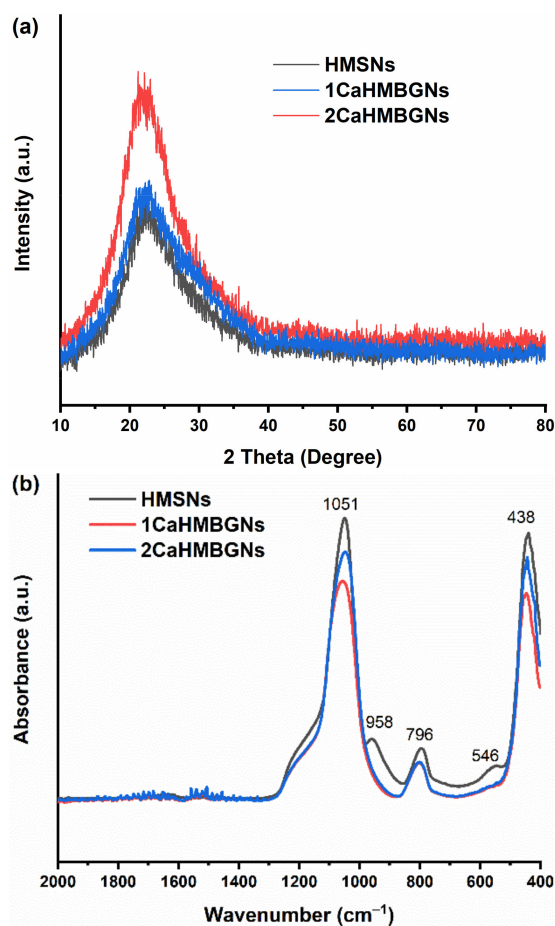 (a)
HMSNs
1CaHMBGNs
2CaHMBGNs
Intensity (a.u.)
10 20 30 40 50 60 70 80
2 Theta (Degree)
(b)
HMSNs
1CaHMBGNs
2CaHMBGNs
1051
438
958
796
546
Absorbance (a.u.)
2000 1800 1600 1400 1200 1000 800 600 400
Wavenumber (cm⁻¹)